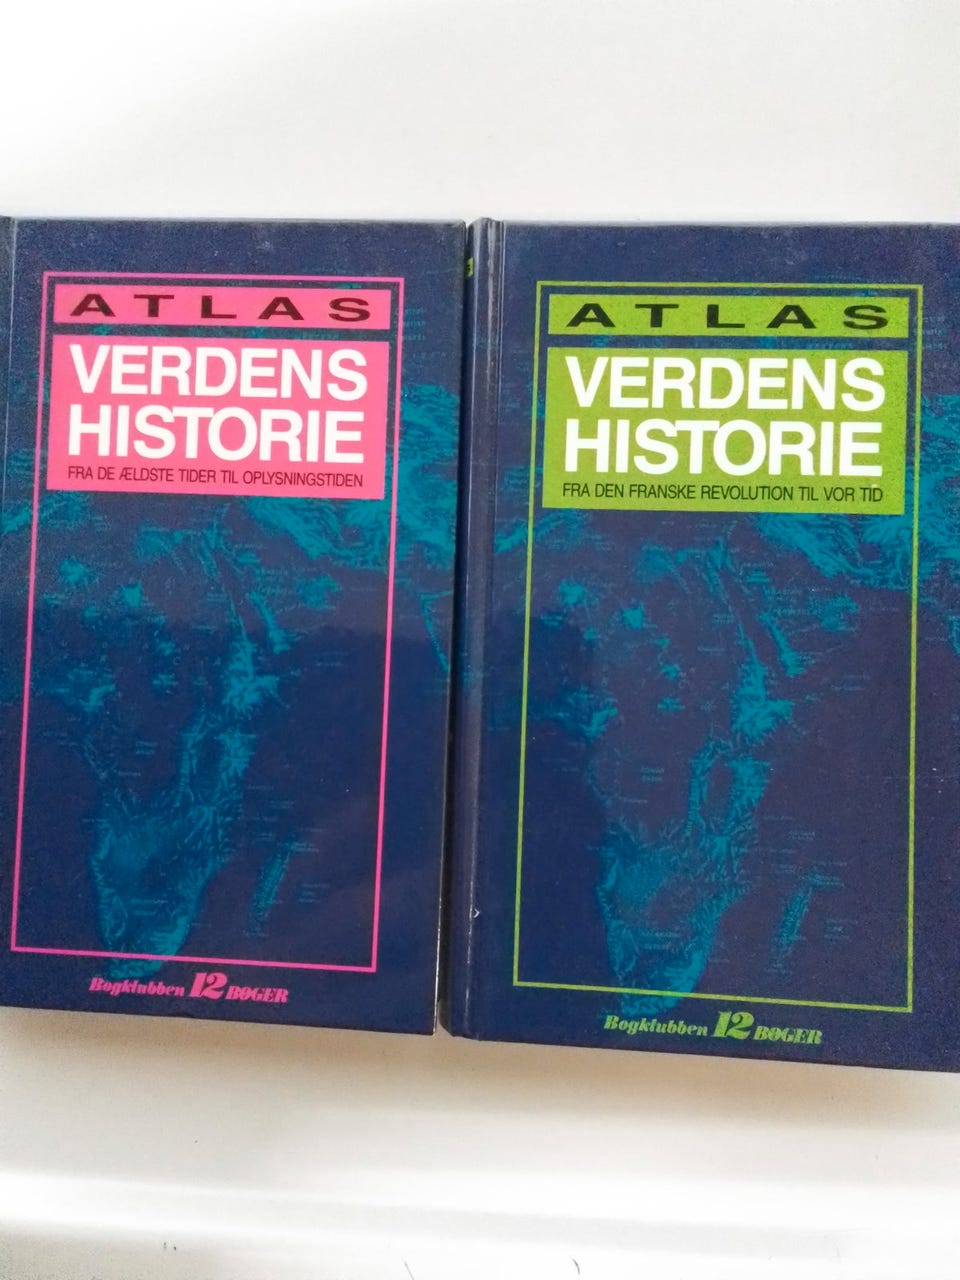 ATLAS
VERDENS
HISTORIE
FRA DE ÆLDSTE TIDER TIL OPLYSNINGSTIDEN
Bogklubben 12 BØGER
ATLAS
VERDENS
HISTORIE
FRA DEN FRANSKE REVOLUTION TIL VOR TID
Bogklubben 12 BØGER